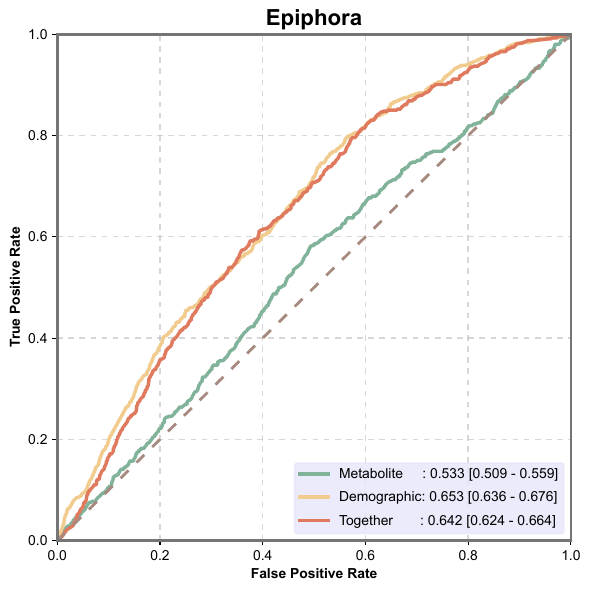 Epiphora
1.0
0.8
0.6
0.4
0.2
0.0
True Positive Rate
Metabolite : 0.533 [0.509 - 0.559]
Demographic: 0.653 [0.636 - 0.676]
Together : 0.642 [0.624 - 0.664]
0.0 0.2 0.4 0.6 0.8 1.0
False Positive Rate